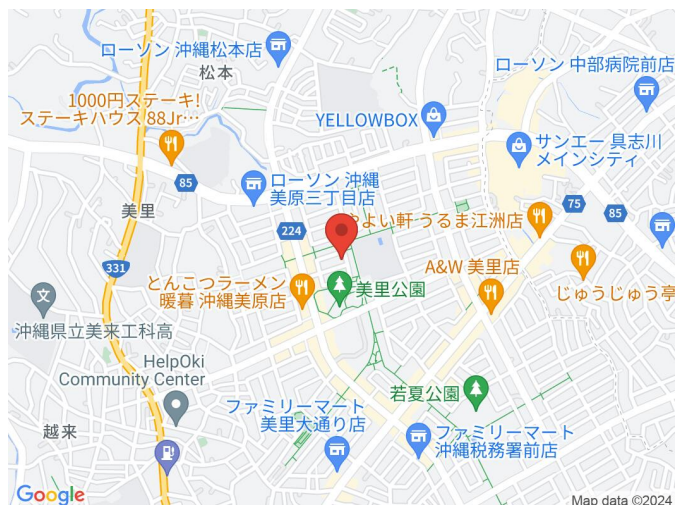 ローソン 沖縄松本店
松本
ローソン 中部病院前店
1000円ステーキ!
ステーキハウス 88Jr…
YELLOWBOX
サンエー 具志川
メインシティ
85
ローソン 沖縄
美原三丁目店
美里
75
85
224
やよい軒 うるま江洲店
331
A&W 美里店
とんこつラーメン
暖暮 沖縄美原店
美里公園
じゅうじゅう亭
沖縄県立美来工科高
HelpOki
Community Center
若夏公園
ファミリーマート
美里大通り店
越来
ファミリーマート
沖縄税務署前店
Google
Map data ©2024